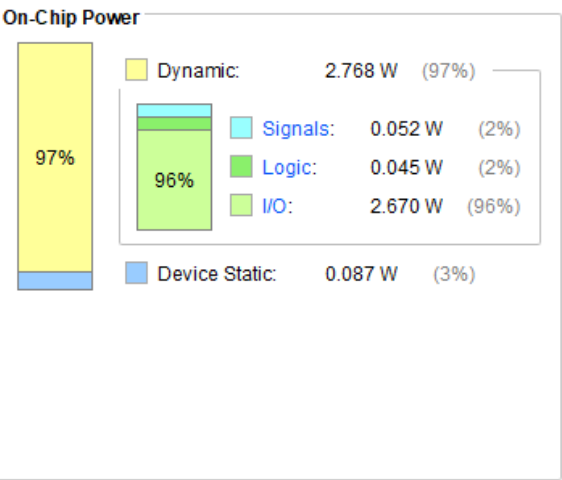 On-Chip Power
Dynamic: 2.768 W (97%)
97%
Signals: 0.052 W (2%)
Logic: 0.045 W (2%)
96%
I/O: 2.670 W (96%)
Device Static: 0.087 W (3%)